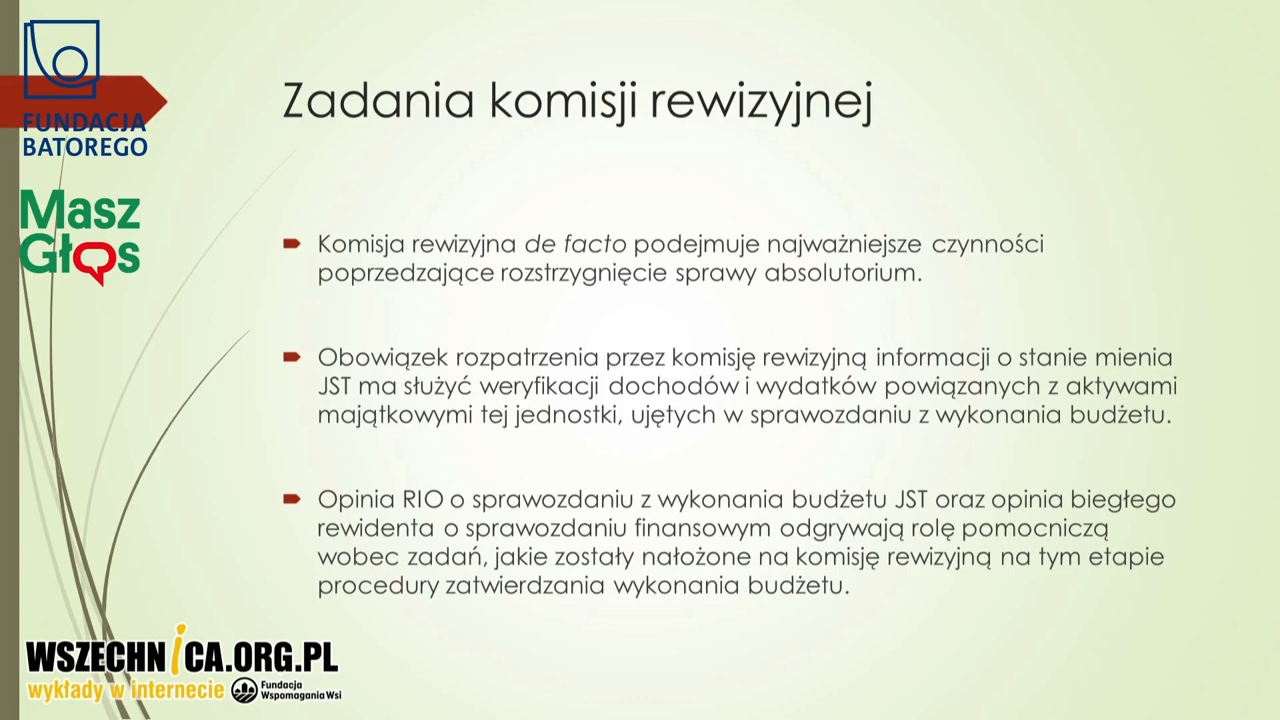 FUNDACJA
BATOREGO
Masz
Głos
Zadania komisji rewizyjnej
Komisja rewizyjna de facto podejmuje najważniejsze czynności
poprzedzające rozstrzygnięcie sprawy absolutorium.
Obowiązek rozpatrzenia przez komisję rewizyjną informacji o stanie mienia
JST ma służyć weryfikacji dochodów i wydatków powiązanych z aktywami
majątkowymi tej jednostki, ujętych w sprawozdaniu z wykonania budżetu.
Opinia RIO o sprawozdaniu z wykonania budżetu JST oraz opinia biegłego
rewidenta o sprawozdaniu finansowym odgrywają rolę pomocniczą
wobec zadań, jakie zostały nałożone na komisję rewizyjną na tym etapie
procedury zatwierdzania wykonania budżetu.
WSZECHNiCA.ORG.PL
wykłady w internecie
Fundacja
Wspomagania Wsi